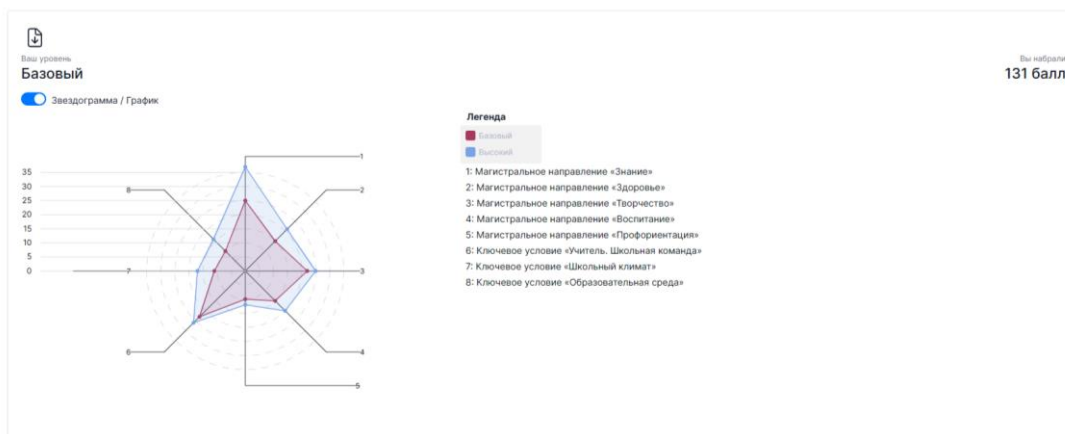 Ваш уровень
Базовый
Вы набрали
131 балл
Звездограмма / График
Легенда
Базовый
Высокий
1: Магистральное направление «Знание»
2: Магистральное направление «Здоровье»
3: Магистральное направление «Творчество»
4: Магистральное направление «Воспитание»
5: Магистральное направление «Профориентация»
6: Ключевое условие «Учитель. Школьная команда»
7: Ключевое условие «Школьный климат»
8: Ключевое условие «Образовательная среда»
35
30
25
20
15
10
5
0
1
2
3
4
5
6
7
8